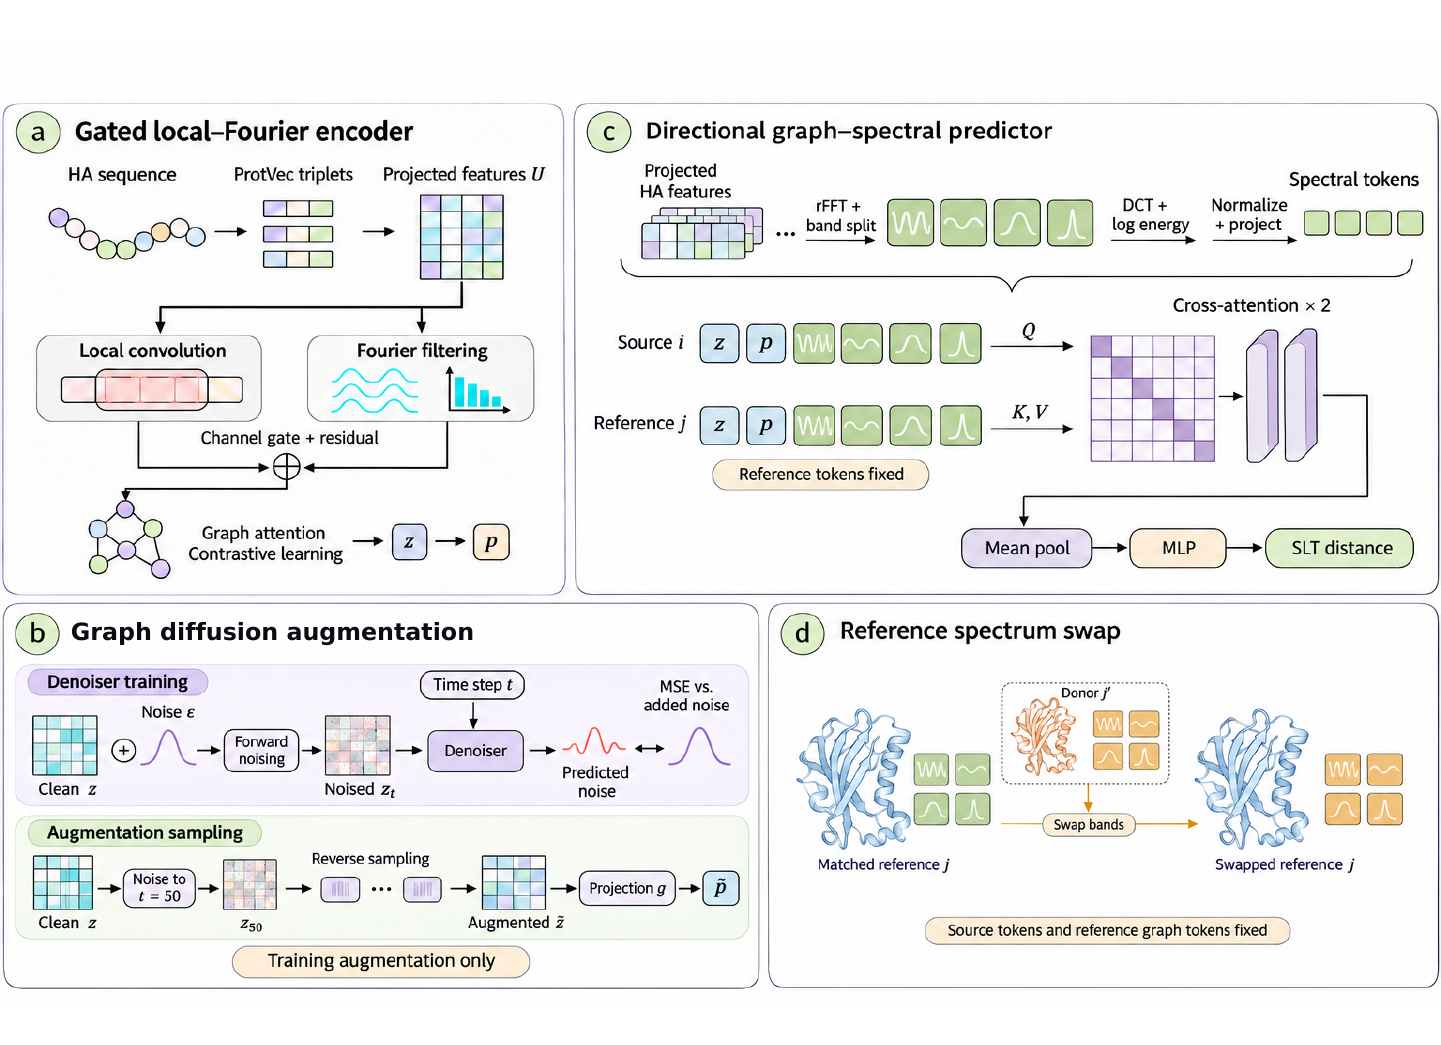 a
Gated local–Fourier encoder
HA sequence
ProtVec triplets
Projected features U
Local convolution
Fourier filtering
Channel gate + residual
Graph attention
Contrastive learning
z
p
c
Directional graph–spectral predictor
Projected
HA features
...
rFFT +
band split
DCT +
log energy
Normalize
+ project
Spectral tokens
Source i
z
p
Q
Cross-attention × 2
Reference j
z
p
K, V
Reference tokens fixed
Mean pool
MLP
SLT distance
b
Graph diffusion augmentation
Denoiser training
Clean z
+
Noise ε
Forward
noising
Noised z_t
Time step t
Denoiser
Predicted
noise
MSE vs.
added noise
Augmentation sampling
Clean z
Noise to
t = 50
z₅₀
Reverse sampling
...
Augmented z̃
Projection g
p̃
Training augmentation only
d
Reference spectrum swap
Matched reference j
Donor j′
Swap bands
Swapped reference j
Source tokens and reference graph tokens fixed